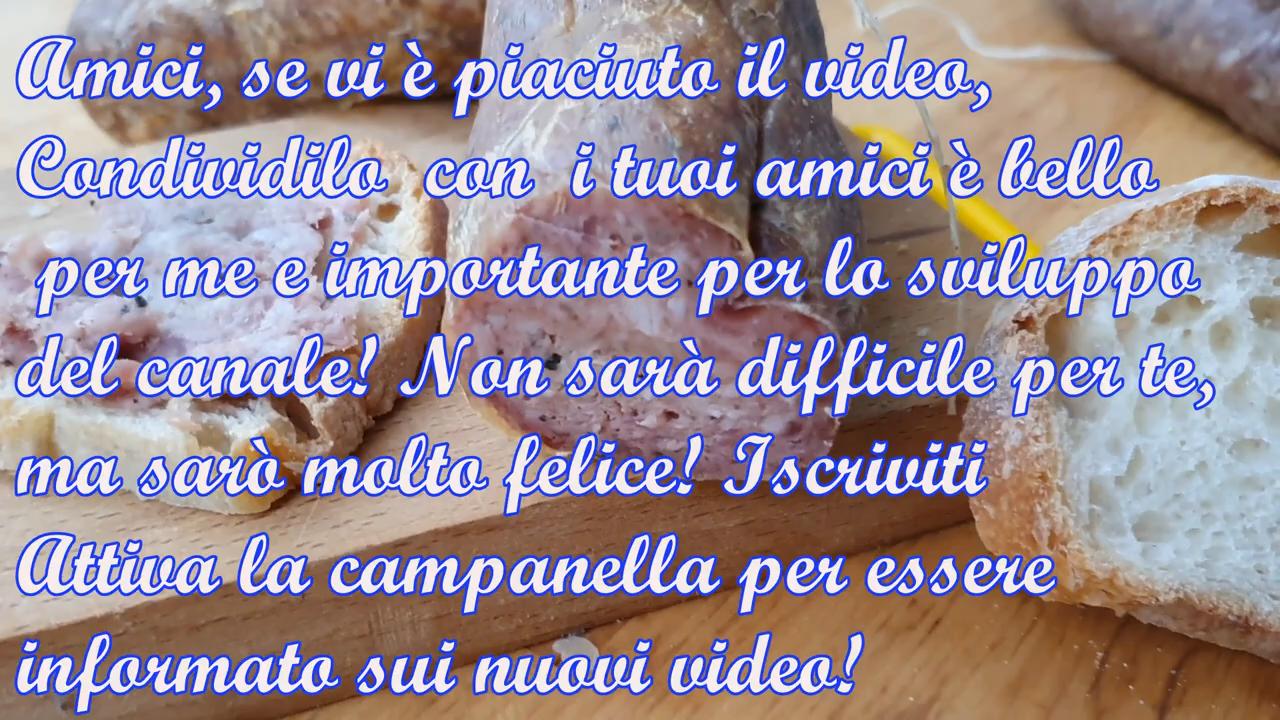 Amici, se vi è piaciuto il video,
Condividilo con i tuoi amici è bello
per me e importante per lo sviluppo
del canale! Non sarà difficile per te,
ma sarò molto felice! Iscriviti
Attiva la campanella per essere
informato sui nuovi video!